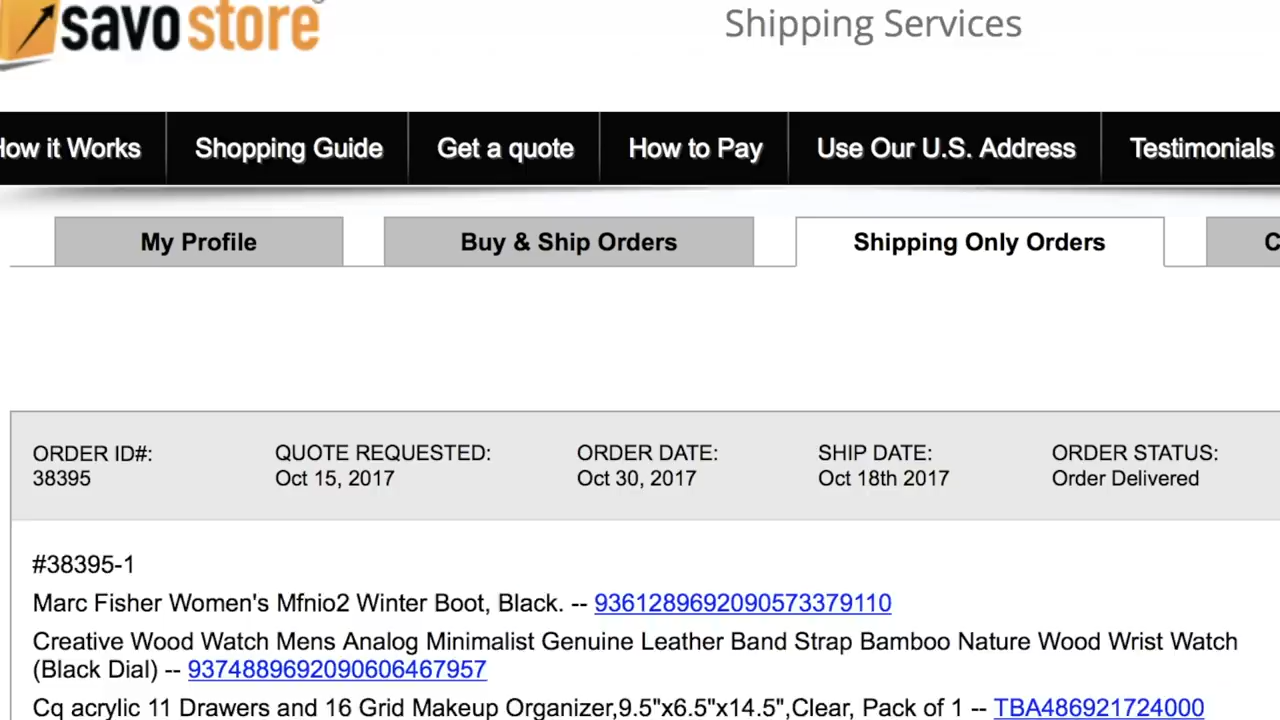 savo store
Shipping Services
How it Works Shopping Guide Get a quote How to Pay Use Our U.S. Address Testimonials
My Profile Buy & Ship Orders Shipping Only Orders C
ORDER ID#: QUOTE REQUESTED: ORDER DATE: SHIP DATE: ORDER STATUS:
38395 Oct 15, 2017 Oct 30, 2017 Oct 18th 2017 Order Delivered
#38395-1
Marc Fisher Women's Mfnio2 Winter Boot, Black. -- 9361289692090573379110
Creative Wood Watch Mens Analog Minimalist Genuine Leather Band Strap Bamboo Nature Wood Wrist Watch
(Black Dial) -- 9374889692090606467957
Cq acrylic 11 Drawers and 16 Grid Makeup Organizer,9.5"x6.5"x14.5",Clear, Pack of 1 -- TBA486921724000